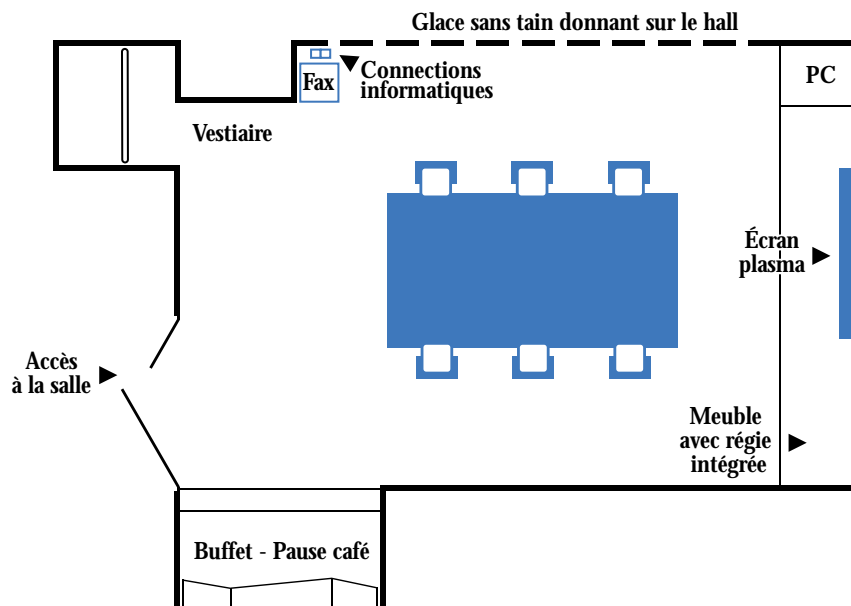 Glace sans tain donnant sur le hall
Fax
Connections
informatiques
PC
Vestiaire
Écran
plasma
Accès
à la salle
Meuble
avec régie
intégrée
Buffet - Pause café